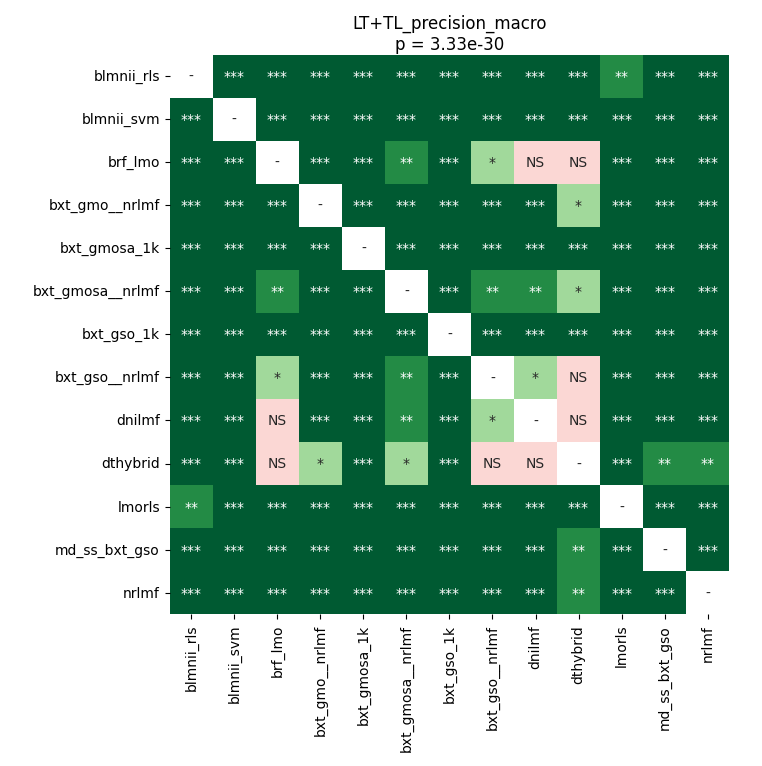 LT+TL_precision_macro
p = 3.33e-30
blmnii_rls - *** *** *** *** *** *** *** *** *** ** *** ***
blmnii_svm *** - *** *** *** *** *** *** *** *** *** *** ***
brf_lmo *** *** - *** *** ** *** * NS NS *** *** ***
bxt_gmo__nrlmf *** *** *** - *** *** *** *** *** * *** *** ***
bxt_gmosa_1k *** *** *** *** - *** *** *** *** *** *** *** ***
bxt_gmosa__nrlmf *** *** ** *** *** - *** ** ** * *** *** ***
bxt_gso_1k *** *** *** *** *** *** - *** *** *** *** *** ***
bxt_gso__nrlmf *** *** * *** *** ** *** - * NS *** *** ***
dnilmf *** *** NS *** *** ** *** * - NS *** *** ***
dthybrid *** *** NS * *** * *** NS NS - *** ** **
lmorls ** *** *** *** *** *** *** *** *** *** - *** ***
md_ss_bxt_gso *** *** *** *** *** *** *** *** *** ** *** - ***
nrlmf *** *** *** *** *** *** *** *** *** ** *** *** -
blmnii_rls
blmnii_svm
brf_lmo
bxt_gmo__nrlmf
bxt_gmosa_1k
bxt_gmosa__nrlmf
bxt_gso_1k
bxt_gso__nrlmf
dnilmf
dthybrid
lmorls
md_ss_bxt_gso
nrlmf